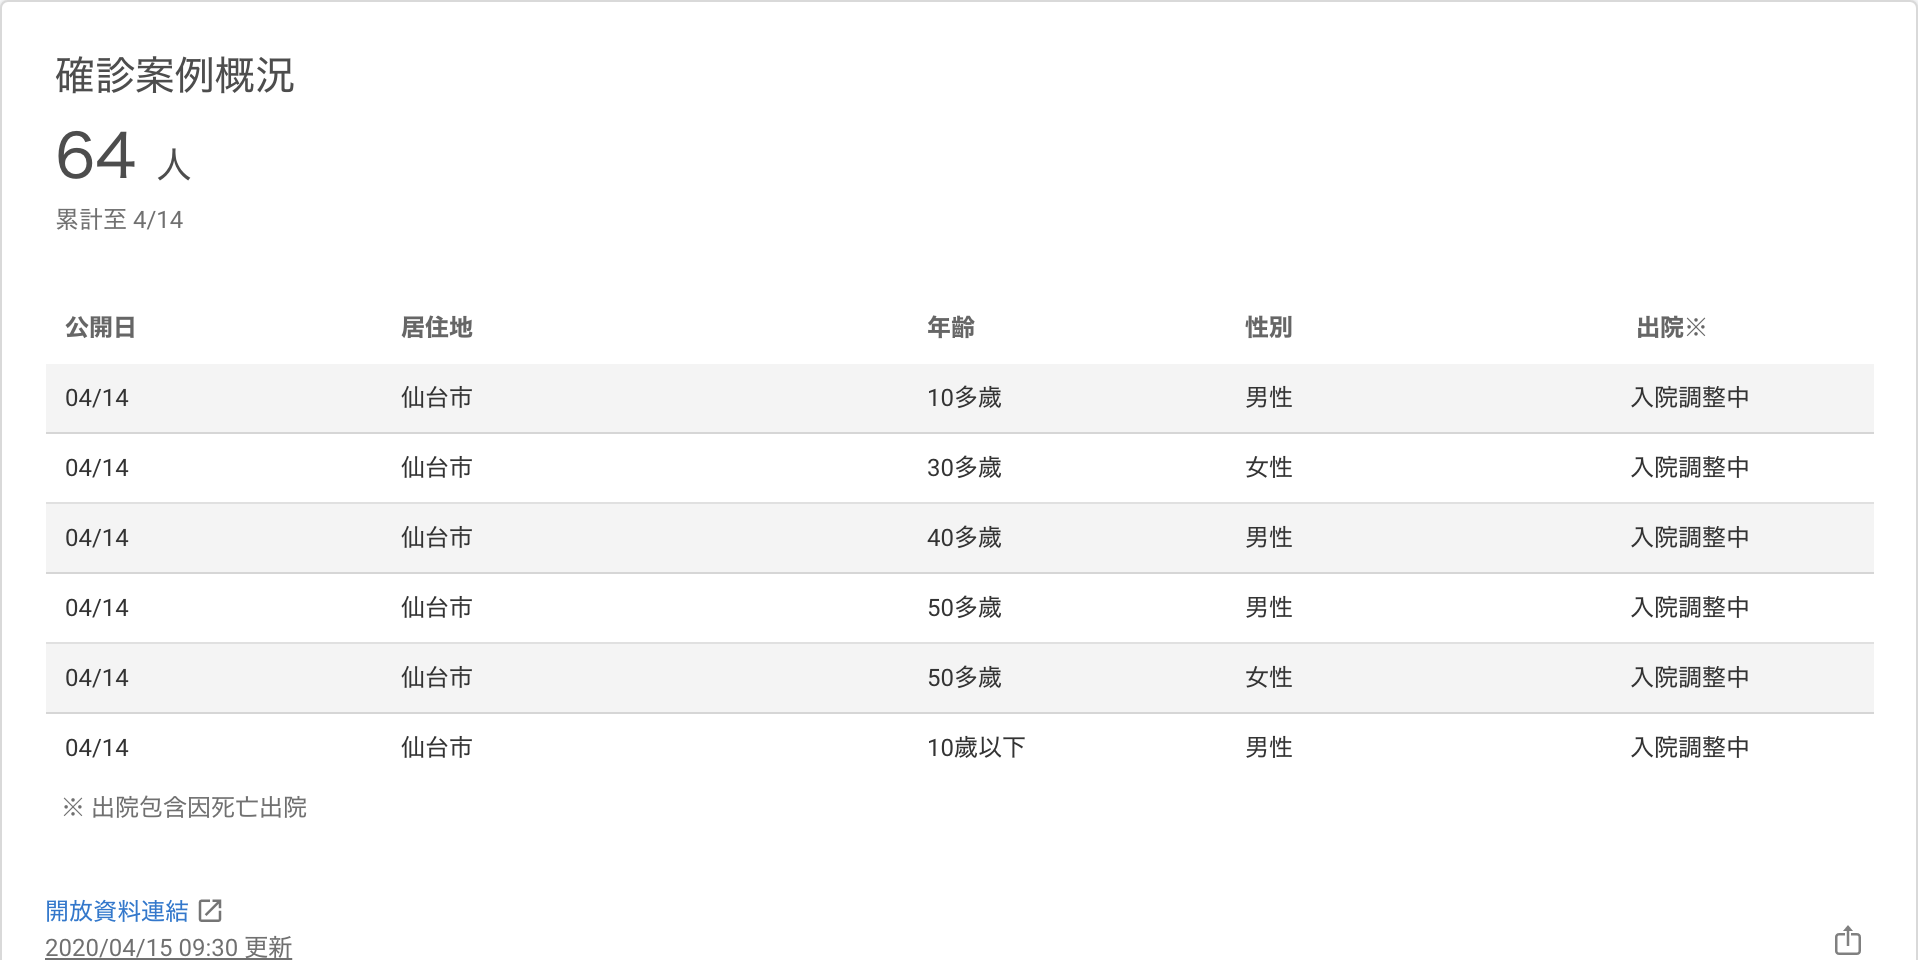 確診案例概況
64 人
累計至 4/14
公開日 居住地 年齡 性別 出院※
04/14 仙台市 10多歲 男性 入院調整中
04/14 仙台市 30多歲 女性 入院調整中
04/14 仙台市 40多歲 男性 入院調整中
04/14 仙台市 50多歲 男性 入院調整中
04/14 仙台市 50多歲 女性 入院調整中
04/14 仙台市 10歲以下 男性 入院調整中
※ 出院包含因死亡出院
開放資料連結
2020/04/15 09:30 更新